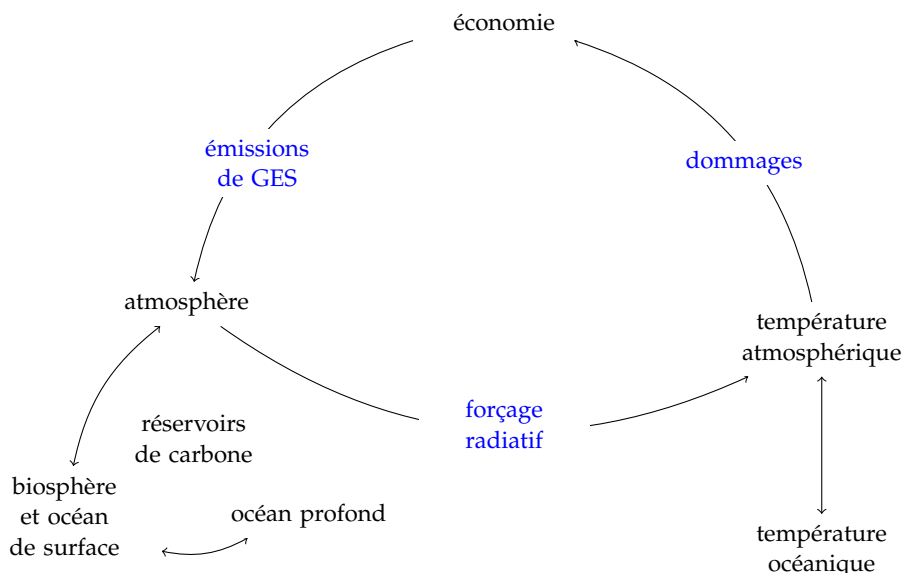 économie
émissions
de GES
dommages
atmosphère
température
atmosphérique
forçage
radiatif
réservoirs
de carbone
biosphère
et océan
de surface
océan profond
température
océanique